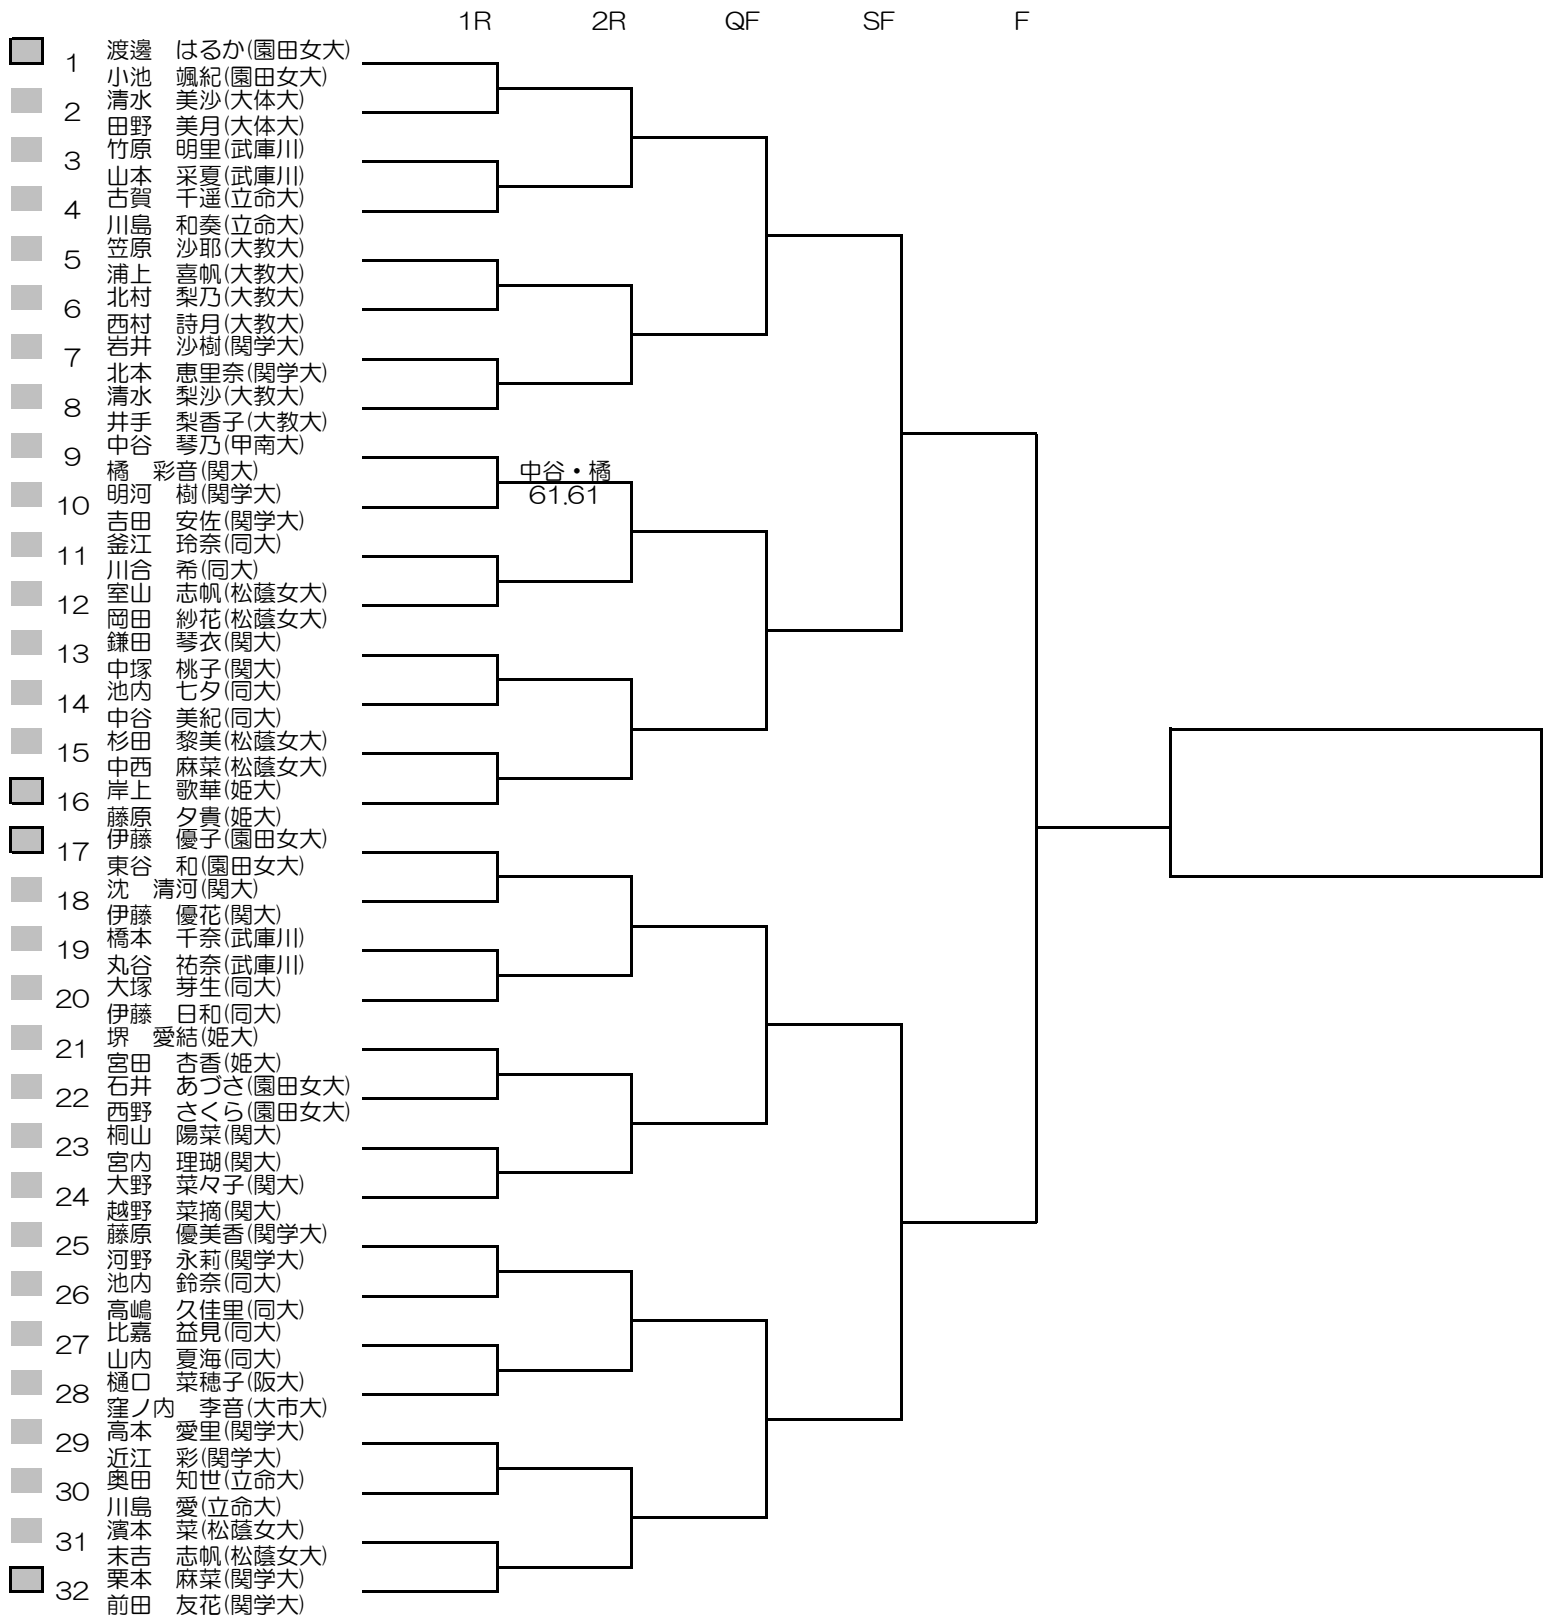 1R 2R QF SF F
渡邊　はるか(園田女大)
1
小池　颯紀(園田女大)
清水　美沙(大体大)
2
田野　美月(大体大)
竹原　明里(武庫川)
3
山本　采夏(武庫川)
古賀　千遥(立命大)
4
川島　和奏(立命大)
笠原　沙耶(大教大)
5
浦上　喜帆(大教大)
北村　梨乃(大教大)
6
西村　詩月(大教大)
岩井　沙樹(関学大)
7
北本　恵里奈(関学大)
清水　梨沙(大教大)
8
井手　梨香子(大教大)
中谷　琴乃(甲南大)
9
橘　彩音(関大) 中谷・橘
明河　樹(関学大) 61.61
10
吉田　安佐(関学大)
釜江　玲奈(同大)
11
川合　希(同大)
室山　志帆(松蔭女大)
12
岡田　紗花(松蔭女大)
鎌田　琴衣(関大)
13
中塚　桃子(関大)
池内　七夕(同大)
14
中谷　美紀(同大)
杉田　黎美(松蔭女大)
15
中西　麻菜(松蔭女大)
岸上　歌華(姫大)
16
藤原　夕貴(姫大)
伊藤　優子(園田女大)
17
東谷　和(園田女大)
沈　清河(関大)
18
伊藤　優花(関大)
橋本　千奈(武庫川)
19
丸谷　祐奈(武庫川)
大塚　芽生(同大)
20
伊藤　日和(同大)
堺　愛結(姫大)
21
宮田　杏香(姫大)
石井　あづさ(園田女大)
22
西野　さくら(園田女大)
桐山　陽菜(関大)
23
宮内　理瑚(関大)
大野　菜々子(関大)
24
越野　菜摘(関大)
藤原　優美香(関学大)
25
河野　永莉(関学大)
池内　鈴奈(同大)
26
高嶋　久佳里(同大)
比嘉　益見(同大)
27
山内　夏海(同大)
樋口　菜穂子(阪大)
28
窪ノ内　李音(大市大)
高本　愛里(関学大)
29
近江　彩(関学大)
奥田　知世(立命大)
30
川島　愛(立命大)
濱本　菜(松蔭女大)
31
末吉　志帆(松蔭女大)
栗本　麻菜(関学大)
32
前田　友花(関学大)